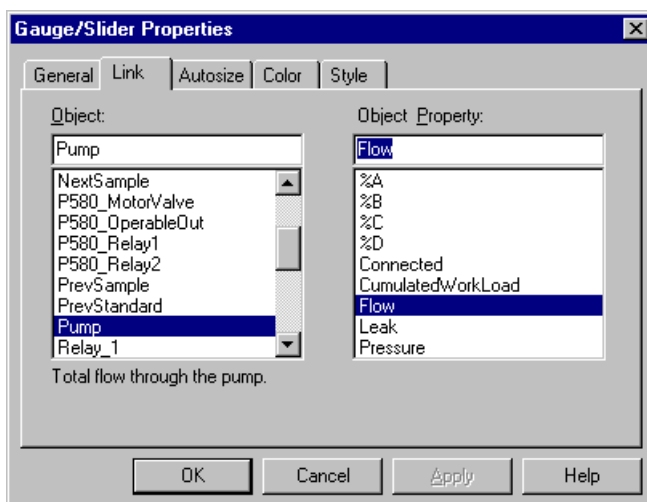 Gauge/Slider Properties
General Link Autosize Color Style
Object: Object Property:
Pump Flow
NextSample %A
P580_MotorValve %B
P580_OperableOut %C
P580_Relay1 %D
P580_Relay2 Connected
PrevSample CumulatedWorkLoad
PrevStandard Flow
Pump Leak
Relay_1 Pressure
Total flow through the pump.
OK Cancel Apply Help